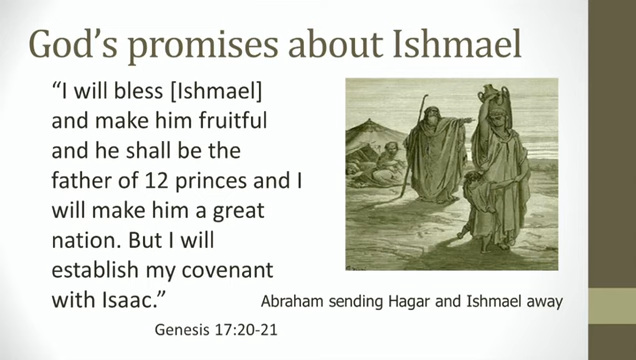 God's promises about Ishmael
“I will bless [Ishmael]
and make him fruitful
and he shall be the
father of 12 princes and I
will make him a great
nation. But I will
establish my covenant
with Isaac.”
Abraham sending Hagar and Ishmael away
Genesis 17:20-21